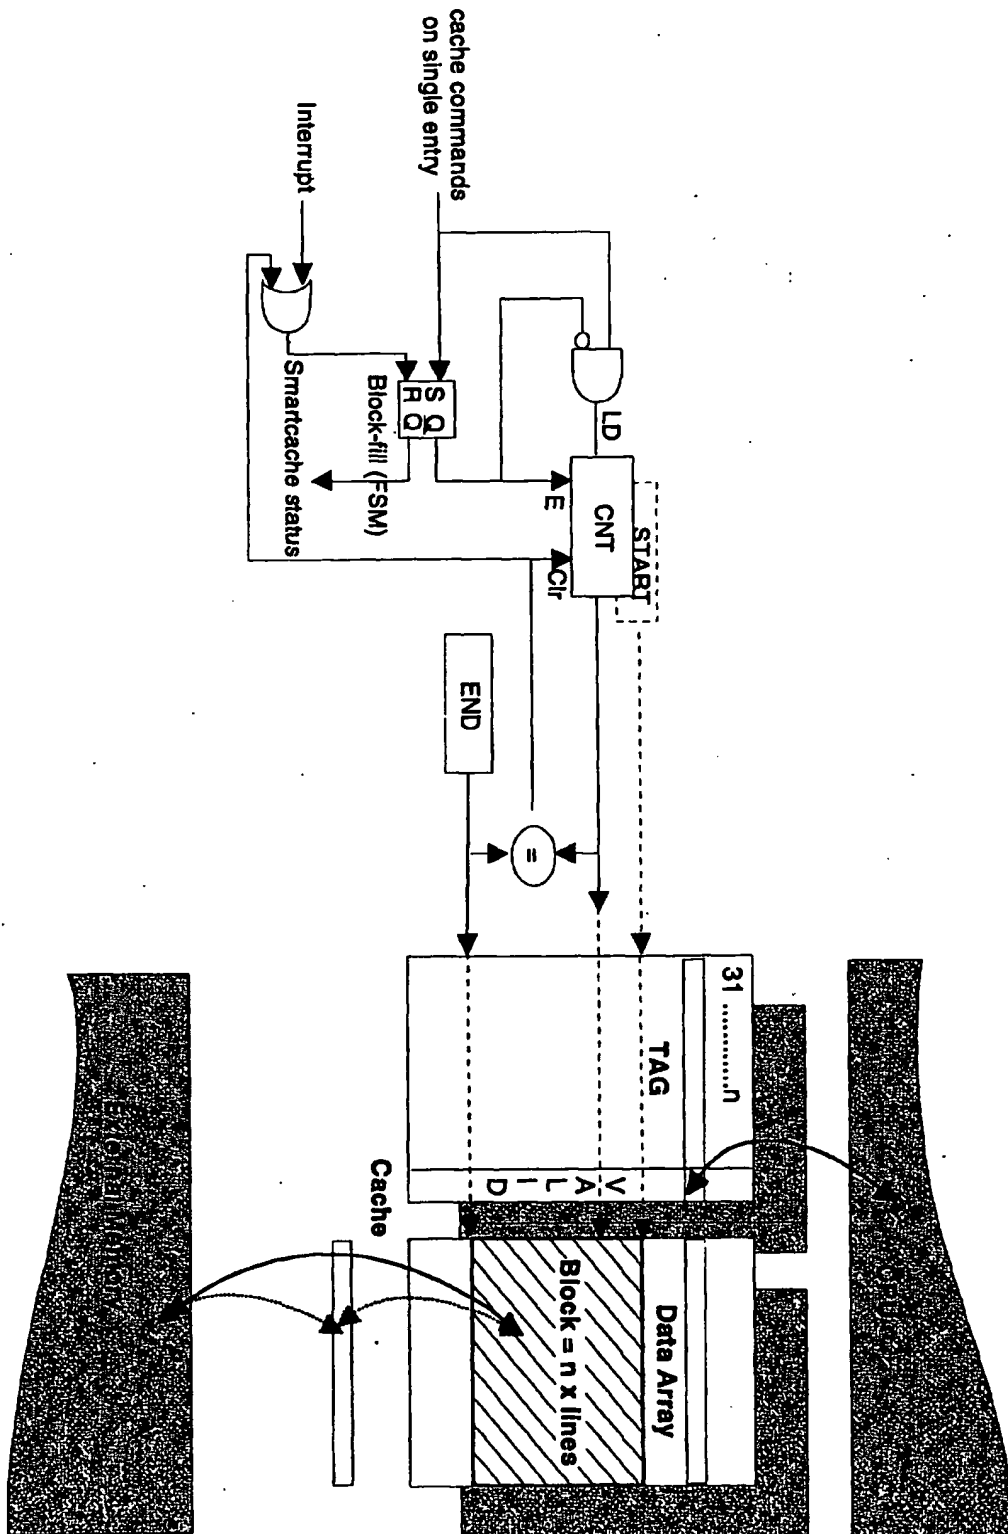 cache commands
on single entry
Interrupt
Smartcache status
Block-fill (FSM)
S Q
R Q
LD
START
CNT
E
Clr
END
=
31 ............n
TAG
V A L I D
Cache
Data Array
Block = n x lines